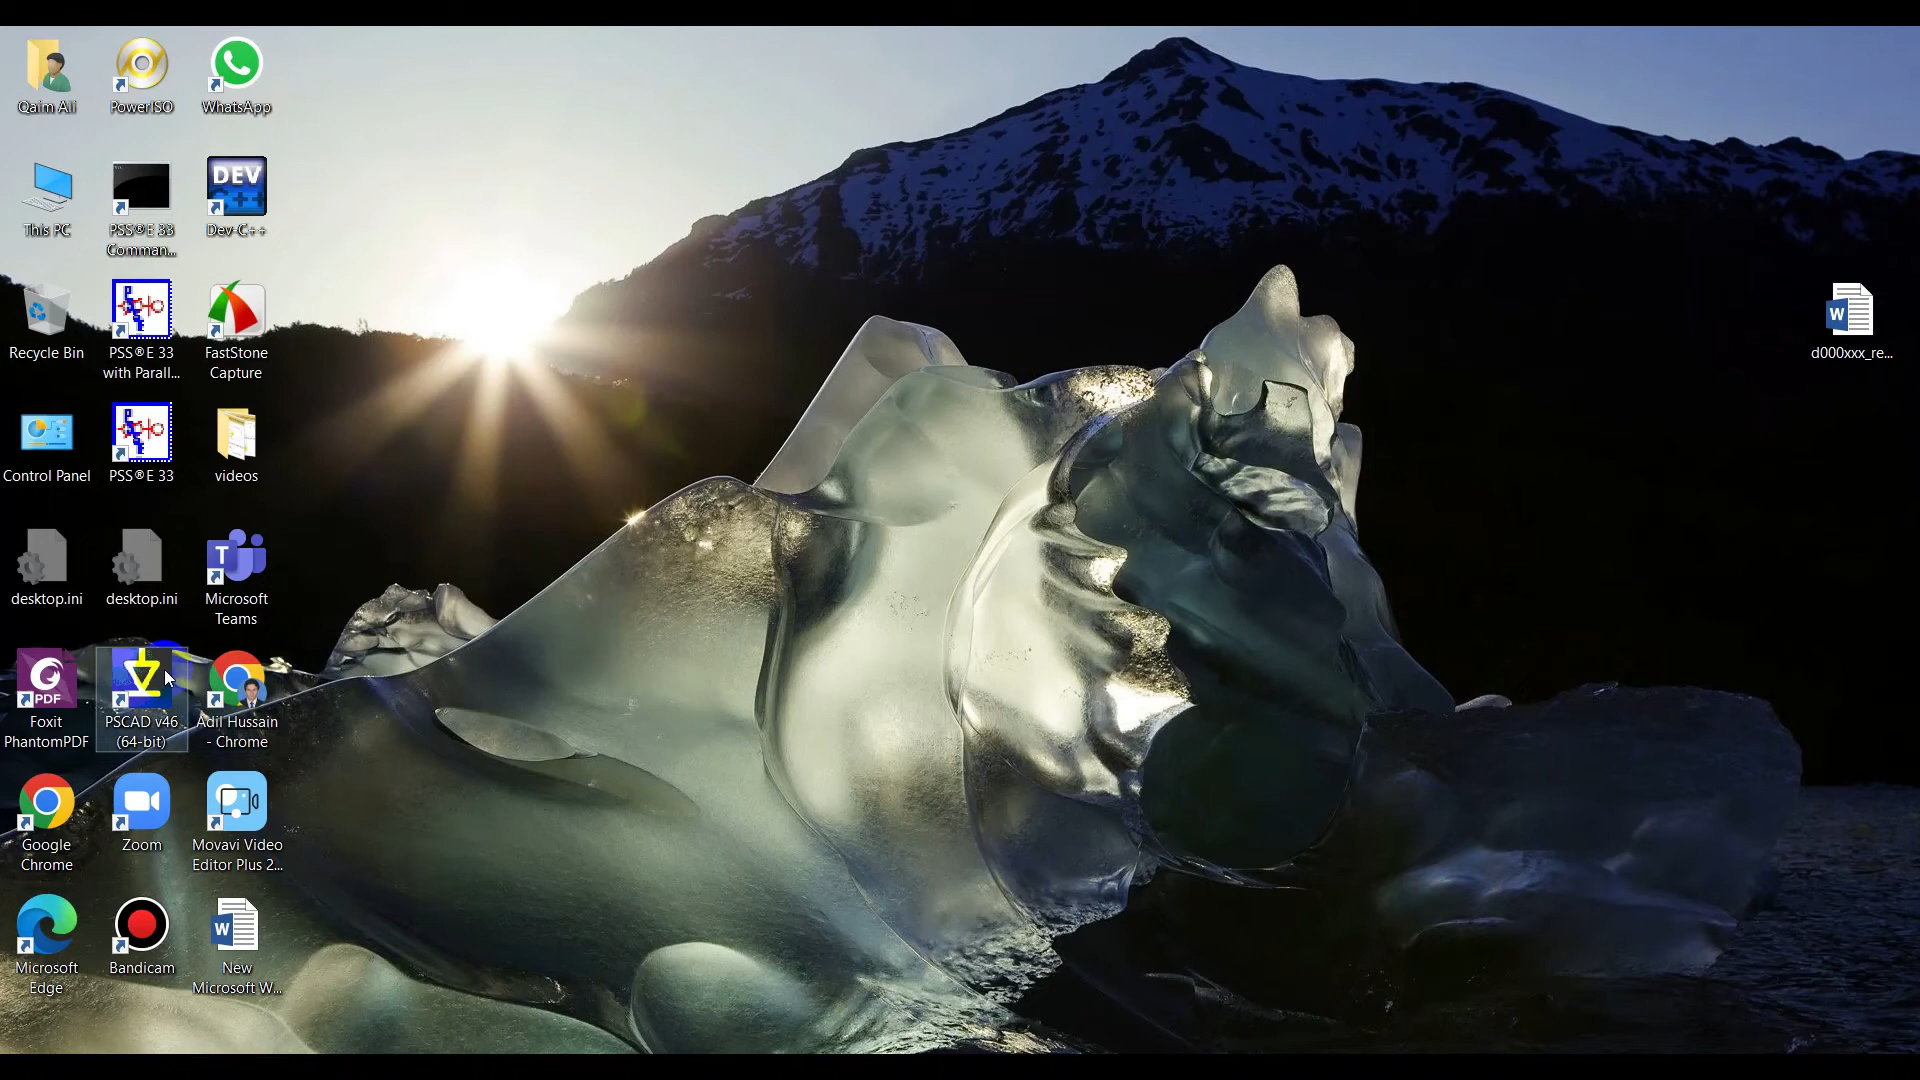 Qaim Ali
PowerISO
WhatsApp
This PC
PSS®E 33
Comman...
DEV
Dev-C++
Recycle Bin
PSS®E 33
with Parall...
FastStone
Capture
Control Panel
PSS®E 33
videos
desktop.ini
desktop.ini
T
Microsoft
Teams
PDF
Foxit
PhantomPDF
PSCAD v46
(64-bit)
Adil Hussain
- Chrome
Google
Chrome
Zoom
Movavi Video
Editor Plus 2...
Microsoft
Edge
Bandicam
W
New
Microsoft W...
W
d000xxx_re...